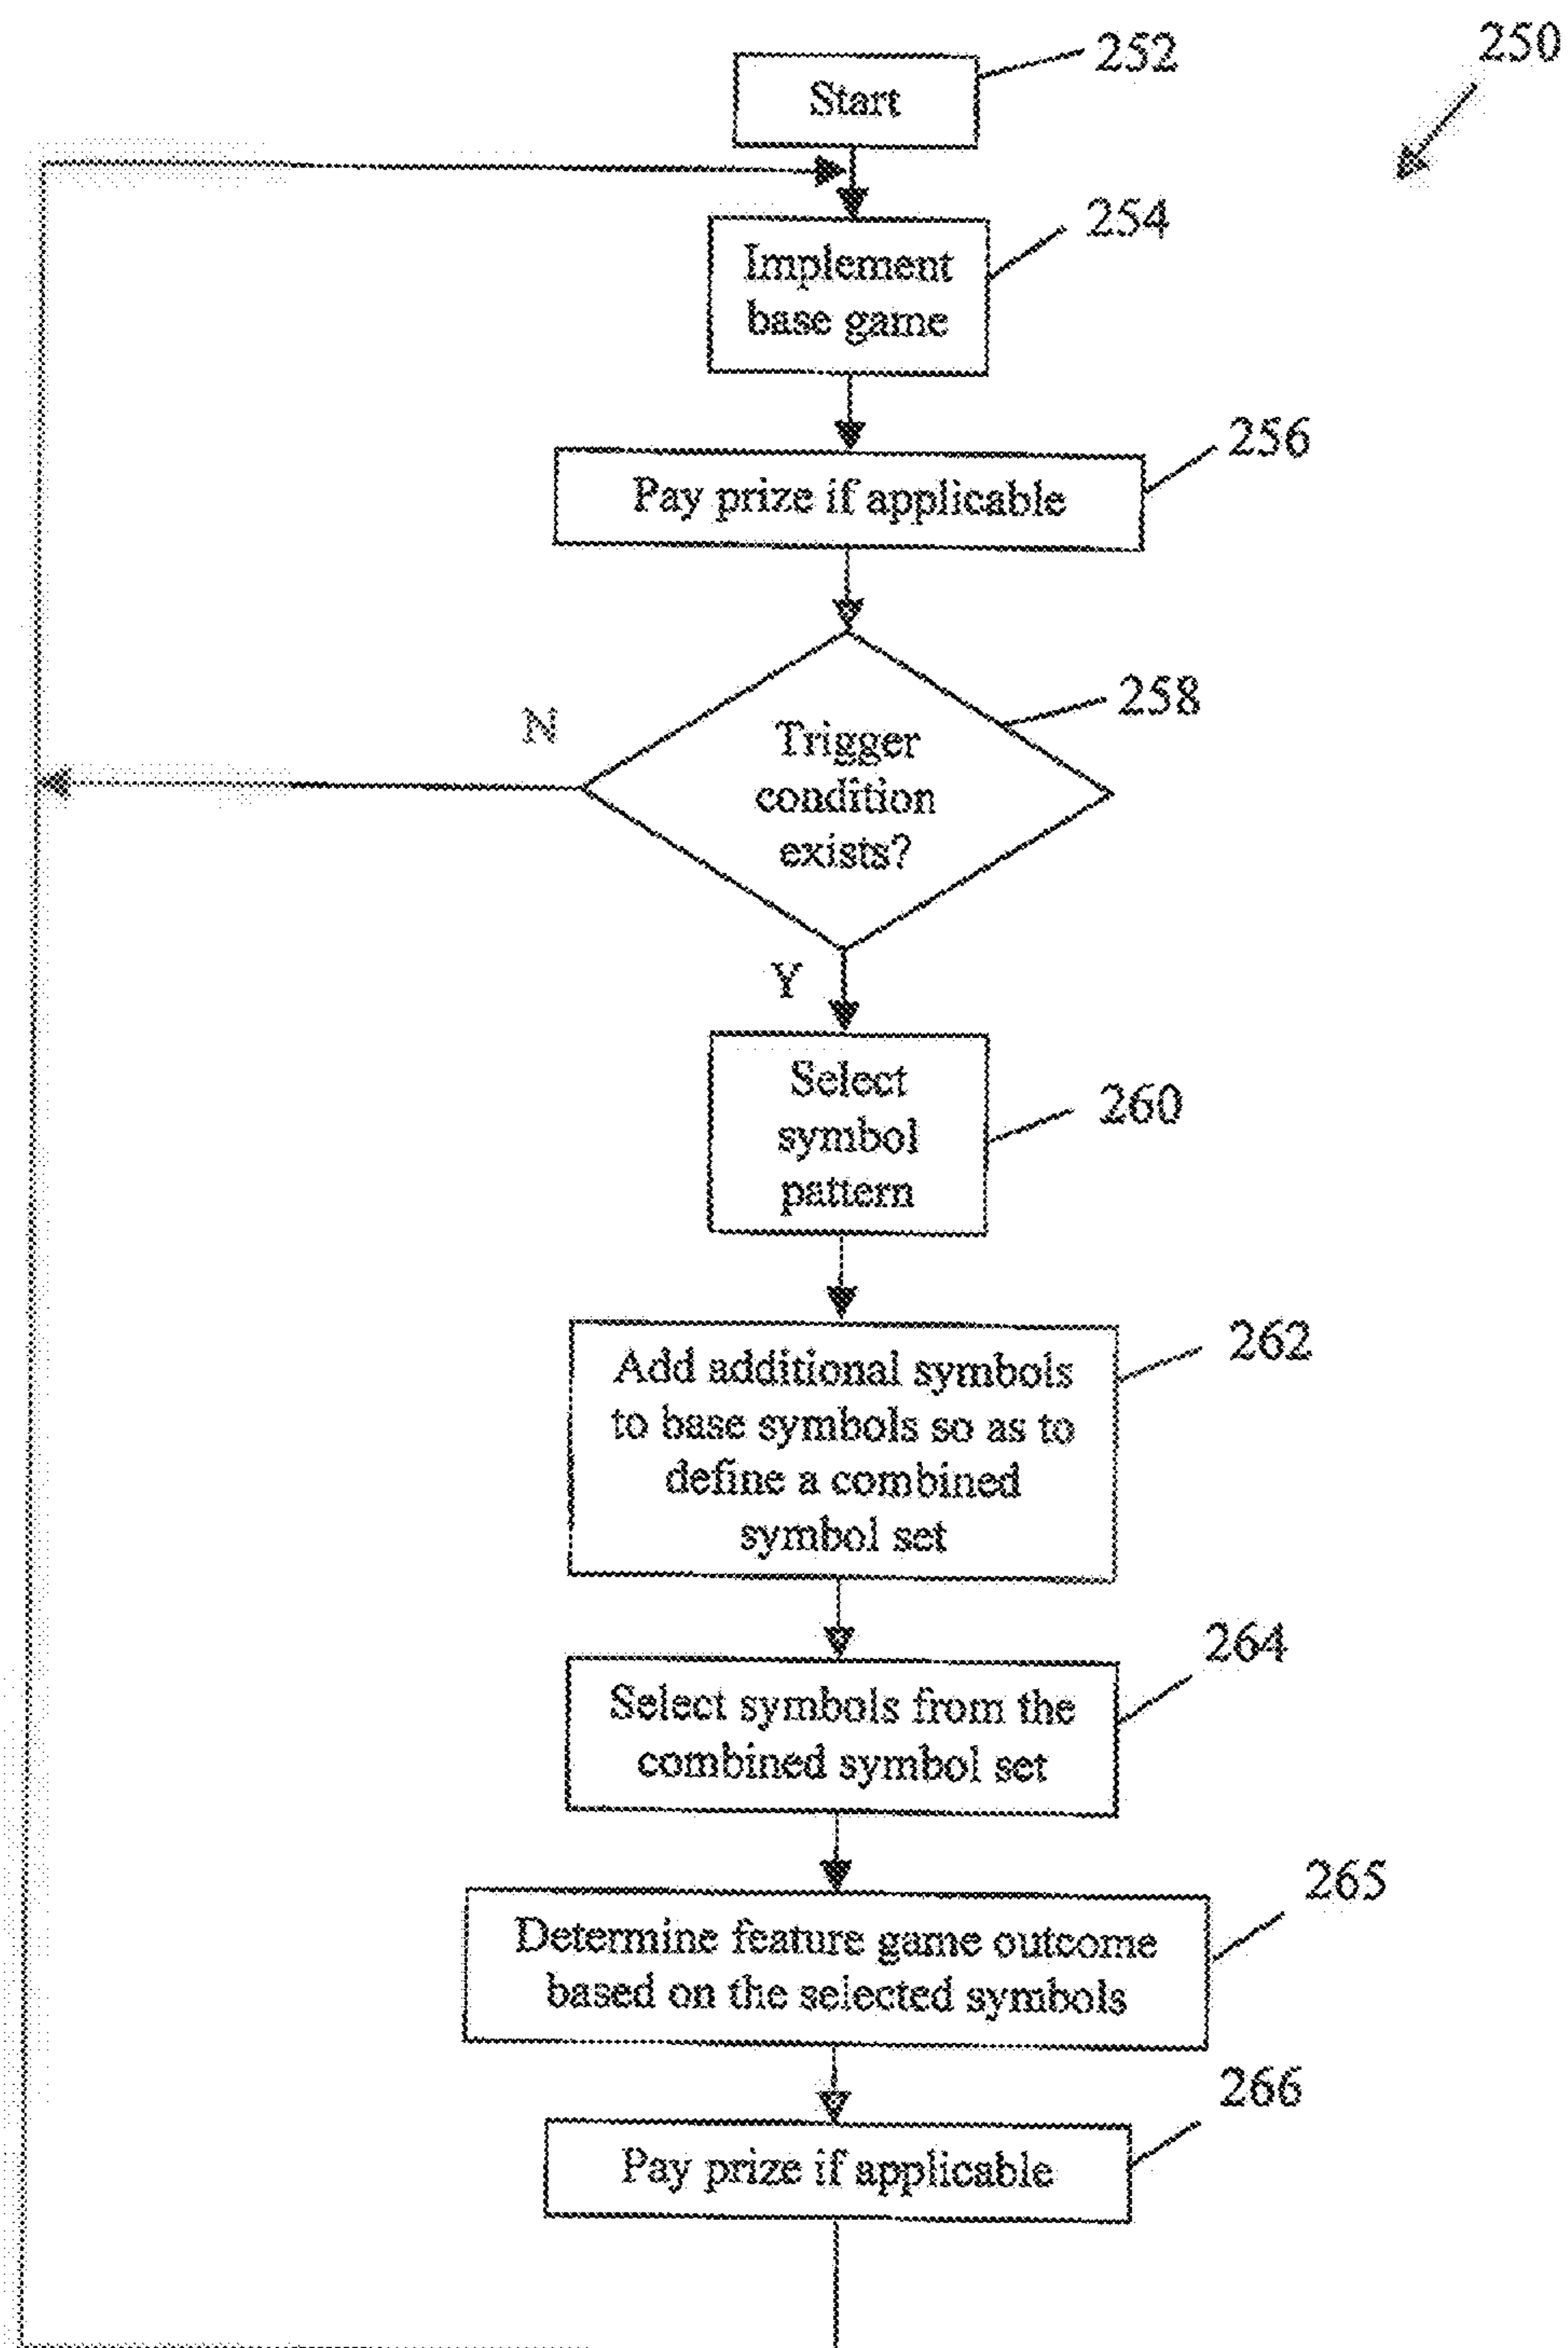 250
252
Start
254
Implement
base game
256
Pay prize if applicable
258
N
Trigger
condition
exists?
Y
260
Select
symbol
pattern
262
Add additional symbols
to base symbols so as to
define a combined
symbol set
264
Select symbols from the
combined symbol set
265
Determine feature game outcome
based on the selected symbols
266
Pay prize if applicable